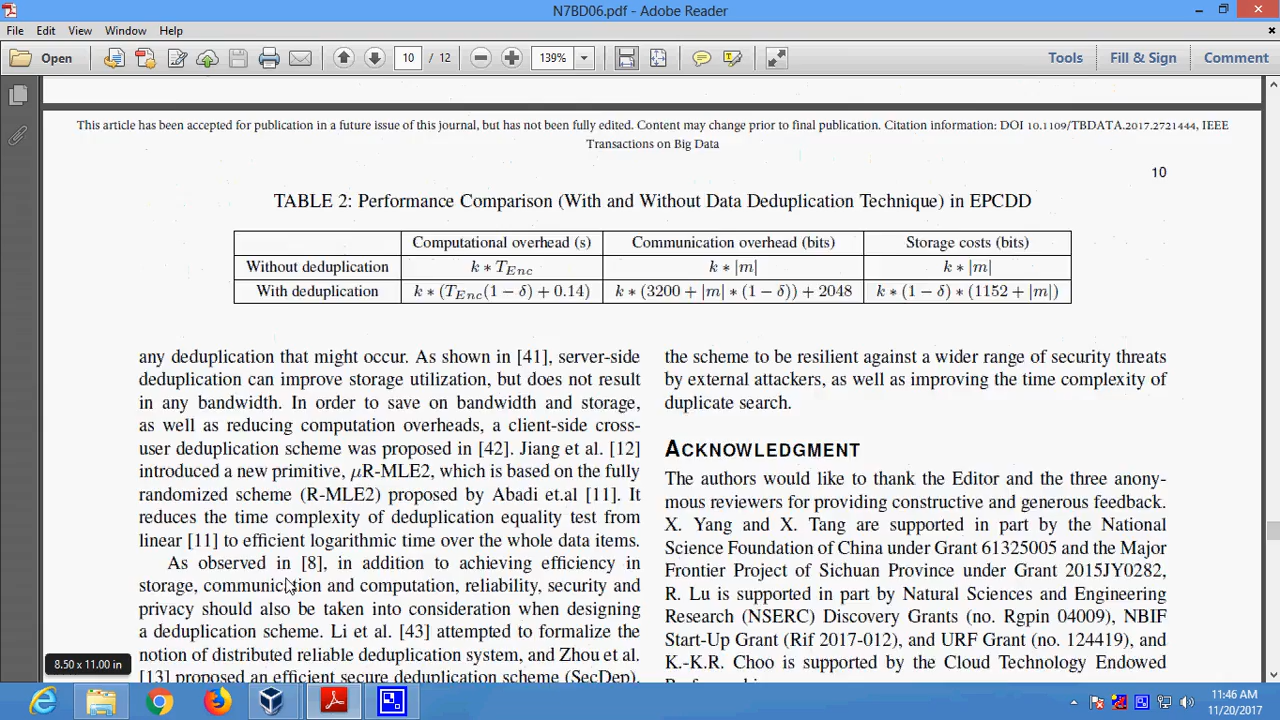 N7BD06.pdf - Adobe Reader
File Edit View Window Help
Open 10 / 12 139% Tools Fill & Sign Comment
This article has been accepted for publication in a future issue of this journal, but has not been fully edited. Content may change prior to final publication. Citation information: DOI 10.1109/TBDATA.2017.2721444, IEEE
Transactions on Big Data
10
TABLE 2: Performance Comparison (With and Without Data Deduplication Technique) in EPCDD
Computational overhead (s) Communication overhead (bits) Storage costs (bits)
Without deduplication k ∗ T_Enc k ∗ |m| k ∗ |m|
With deduplication k ∗ (T_Enc(1 − δ) + 0.14) k ∗ (3200 + |m| ∗ (1 − δ)) + 2048 k ∗ (1 − δ) ∗ (1152 + |m|)
any deduplication that might occur. As shown in [41], server-side
deduplication can improve storage utilization, but does not result
in any bandwidth. In order to save on bandwidth and storage,
as well as reducing computation overheads, a client-side cross-
user deduplication scheme was proposed in [42]. Jiang et al. [12]
introduced a new primitive, μR-MLE2, which is based on the fully
randomized scheme (R-MLE2) proposed by Abadi et.al [11]. It
reduces the time complexity of deduplication equality test from
linear [11] to efficient logarithmic time over the whole data items.
As observed in [8], in addition to achieving efficiency in
storage, communication and computation, reliability, security and
privacy should also be taken into consideration when designing
a deduplication scheme. Li et al. [43] attempted to formalize the
notion of distributed reliable deduplication system, and Zhou et al.
[13] proposed an efficient secure deduplication scheme (SecDep),
the scheme to be resilient against a wider range of security threats
by external attackers, as well as improving the time complexity of
duplicate search.
ACKNOWLEDGMENT
The authors would like to thank the Editor and the three anony-
mous reviewers for providing constructive and generous feedback.
X. Yang and X. Tang are supported in part by the National
Science Foundation of China under Grant 61325005 and the Major
Frontier Project of Sichuan Province under Grant 2015JY0282,
R. Lu is supported in part by Natural Sciences and Engineering
Research (NSERC) Discovery Grants (no. Rgpin 04009), NBIF
Start-Up Grant (Rif 2017-012), and URF Grant (no. 124419), and
K.-K.R. Choo is supported by the Cloud Technology Endowed
8.50 x 11.00 in
11:46 AM
11/20/2017